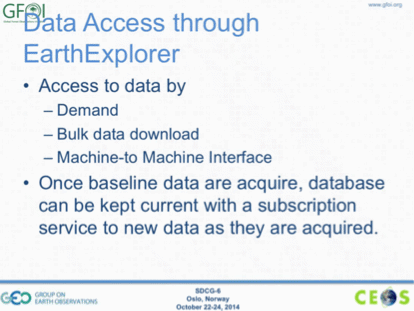 GFOI
www.gfoi.org
Data Access through
EarthExplorer
• Access to data by
– Demand
– Bulk data download
– Machine-to Machine Interface
• Once baseline data are acquire, database
can be kept current with a subscription
service to new data as they are acquired.
GEO GROUP ON
EARTH OBSERVATIONS
SDCG-6
Oslo, Norway
October 22-24, 2014
CEOS